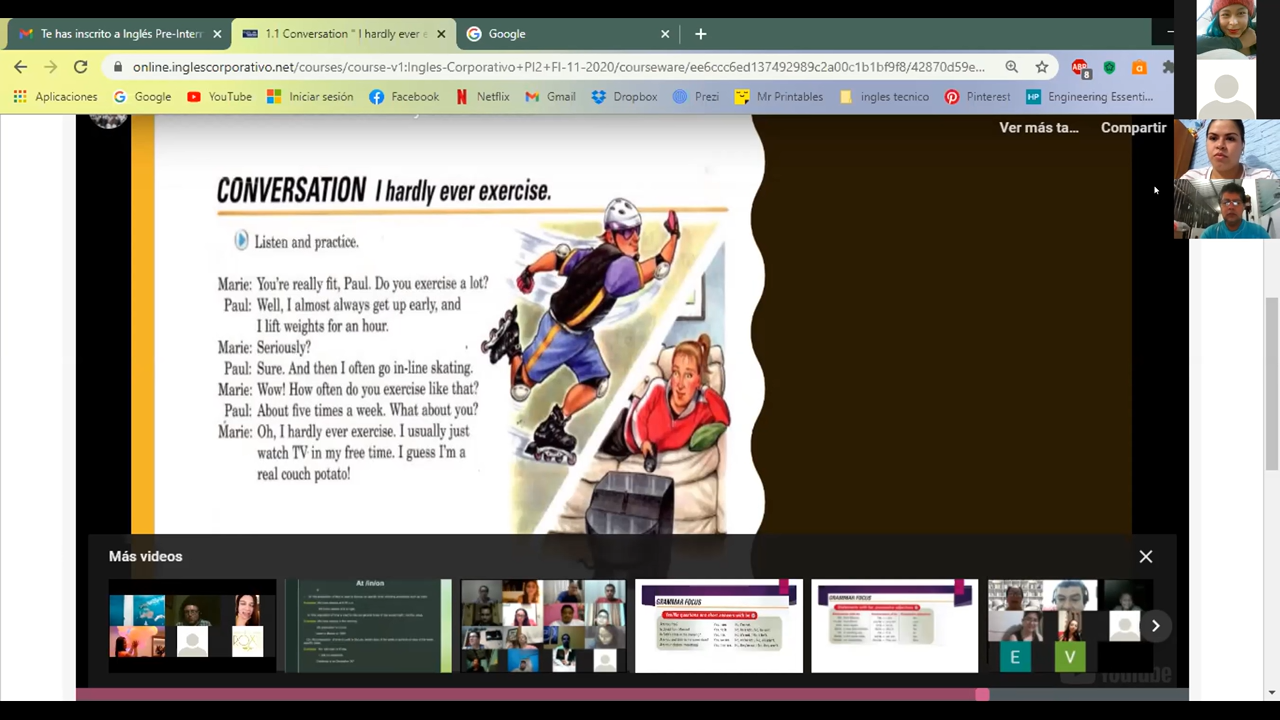 Te has inscrito a Inglés Pre-Interm
1.1 Conversation " I hardly ever e
Google
online.inglescorporativo.net/courses/course-v1:Ingles-Corporativo+PI2+FI-11-2020/courseware/ee6ccc6ed137492989c2a00c1b1bf9f8/42870d59e...
8
Aplicaciones Google YouTube Iniciar sesión Facebook Netflix Gmail Dropbox Prezi Mr Printables ingles tecnico Pinterest Engineering Essenti...
Ver más ta... Compartir
CONVERSATION I hardly ever exercise.
Listen and practice.
Marie: You're really fit, Paul. Do you exercise a lot?
Paul: Well, I almost always get up early, and
I lift weights for an hour.
Marie: Seriously?
Paul: Sure. And then I often go in-line skating.
Marie: Wow! How often do you exercise like that?
Paul: About five times a week. What about you?
Marie: Oh, I hardly ever exercise. I usually just
watch TV in my free time. I guess I'm a
real couch potato!
Más videos
At /in/on
GRAMMAR FOCUS
GRAMMAR FOCUS
E V
YouTube